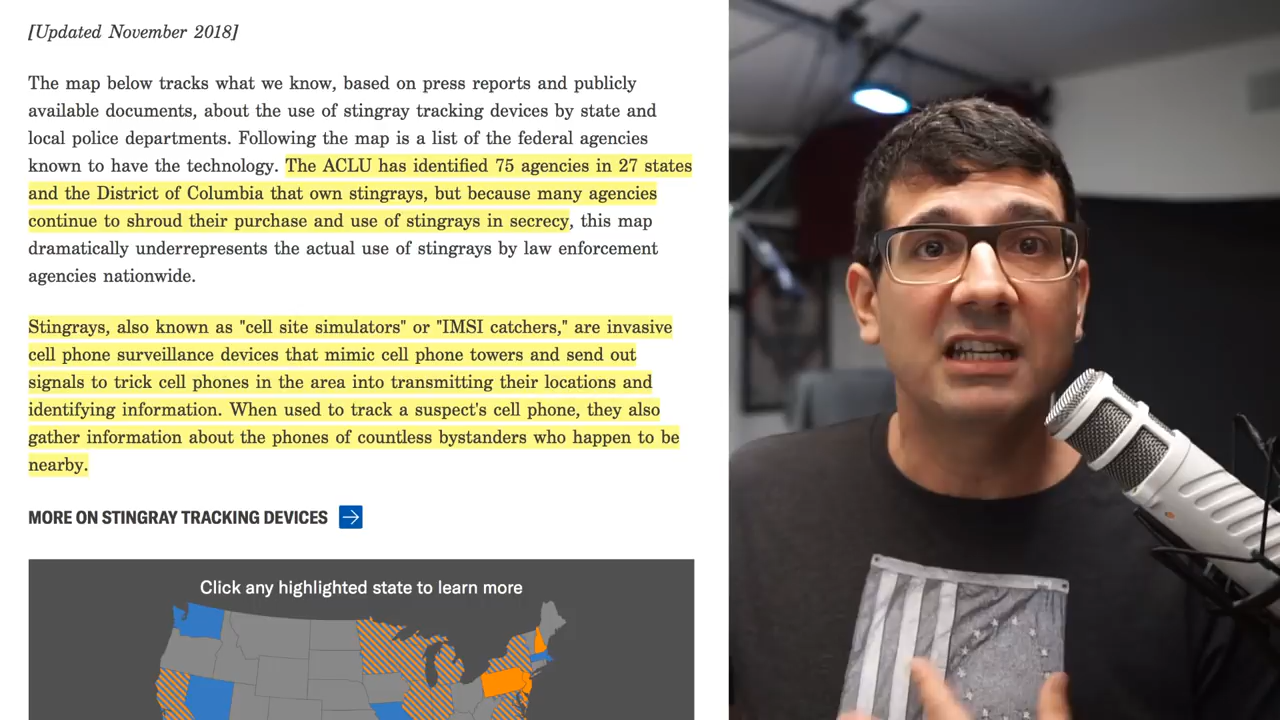 [Updated November 2018]
The map below tracks what we know, based on press reports and publicly
available documents, about the use of stingray tracking devices by state and
local police departments. Following the map is a list of the federal agencies
known to have the technology. The ACLU has identified 75 agencies in 27 states
and the District of Columbia that own stingrays, but because many agencies
continue to shroud their purchase and use of stingrays in secrecy, this map
dramatically underrepresents the actual use of stingrays by law enforcement
agencies nationwide.
Stingrays, also known as "cell site simulators" or "IMSI catchers," are invasive
cell phone surveillance devices that mimic cell phone towers and send out
signals to trick cell phones in the area into transmitting their locations and
identifying information. When used to track a suspect's cell phone, they also
gather information about the phones of countless bystanders who happen to be
nearby.
MORE ON STINGRAY TRACKING DEVICES
Click any highlighted state to learn more